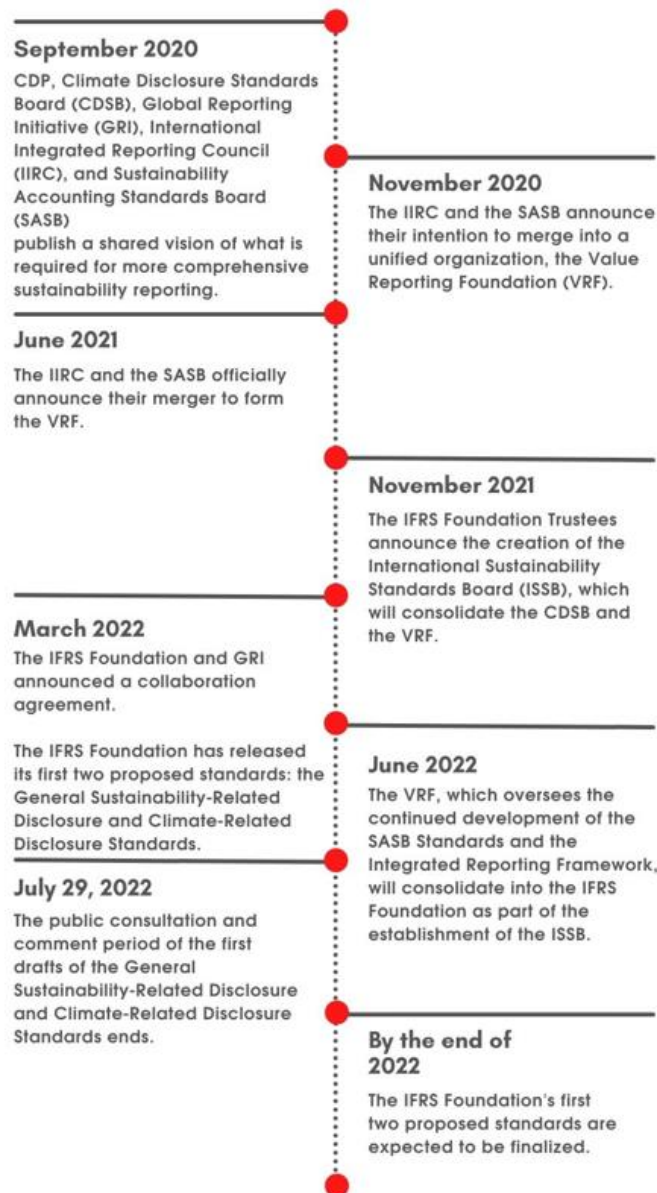 September 2020
CDP, Climate Disclosure Standards
Board (CDSB), Global Reporting
Initiative (GRI), International
Integrated Reporting Council
(IIRC), and Sustainability
Accounting Standards Board
(SASB)
publish a shared vision of what is
required for more comprehensive
sustainability reporting.
November 2020
The IIRC and the SASB announce
their intention to merge into a
unified organization, the Value
Reporting Foundation (VRF).
June 2021
The IIRC and the SASB officially
announce their merger to form
the VRF.
November 2021
The IFRS Foundation Trustees
announce the creation of the
International Sustainability
Standards Board (ISSB), which
will consolidate the CDSB and
the VRF.
March 2022
The IFRS Foundation and GRI
announced a collaboration
agreement.
The IFRS Foundation has released
its first two proposed standards: the
General Sustainability-Related
Disclosure and Climate-Related
Disclosure Standards.
June 2022
The VRF, which oversees the
continued development of the
SASB Standards and the
Integrated Reporting Framework,
will consolidate into the IFRS
Foundation as part of the
establishment of the ISSB.
July 29, 2022
The public consultation and
comment period of the first
drafts of the General
Sustainability-Related Disclosure
and Climate-Related Disclosure
Standards ends.
By the end of
2022
The IFRS Foundation's first
two proposed standards are
expected to be finalized.